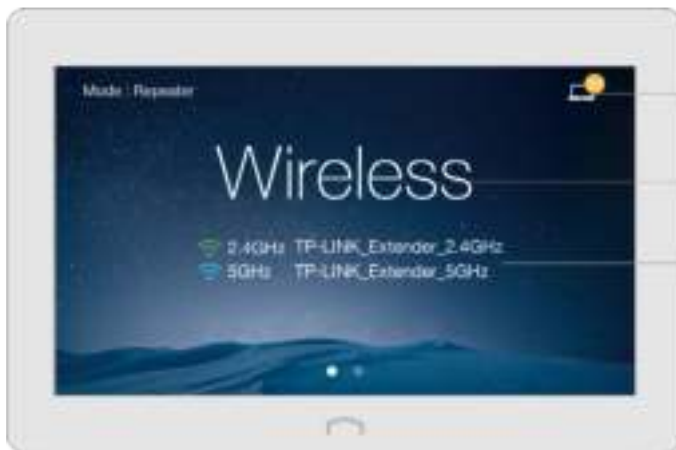 Mode : Repeater
Wireless
2.4GHz TP-LINK_Extender_2.4GHz
5GHz TP-LINK_Extender_5GHz